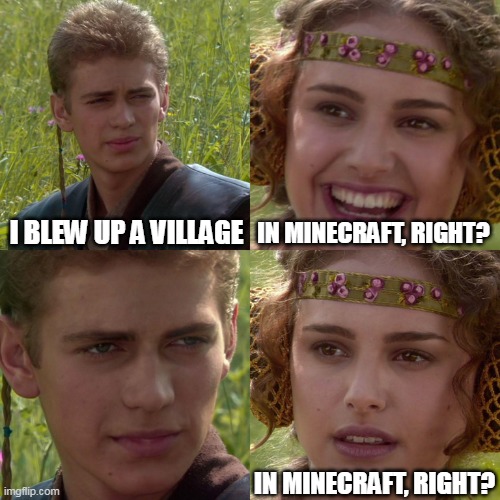 I BLEW UP A VILLAGE
IN MINECRAFT, RIGHT?
IN MINECRAFT, RIGHT?
imgflip.com